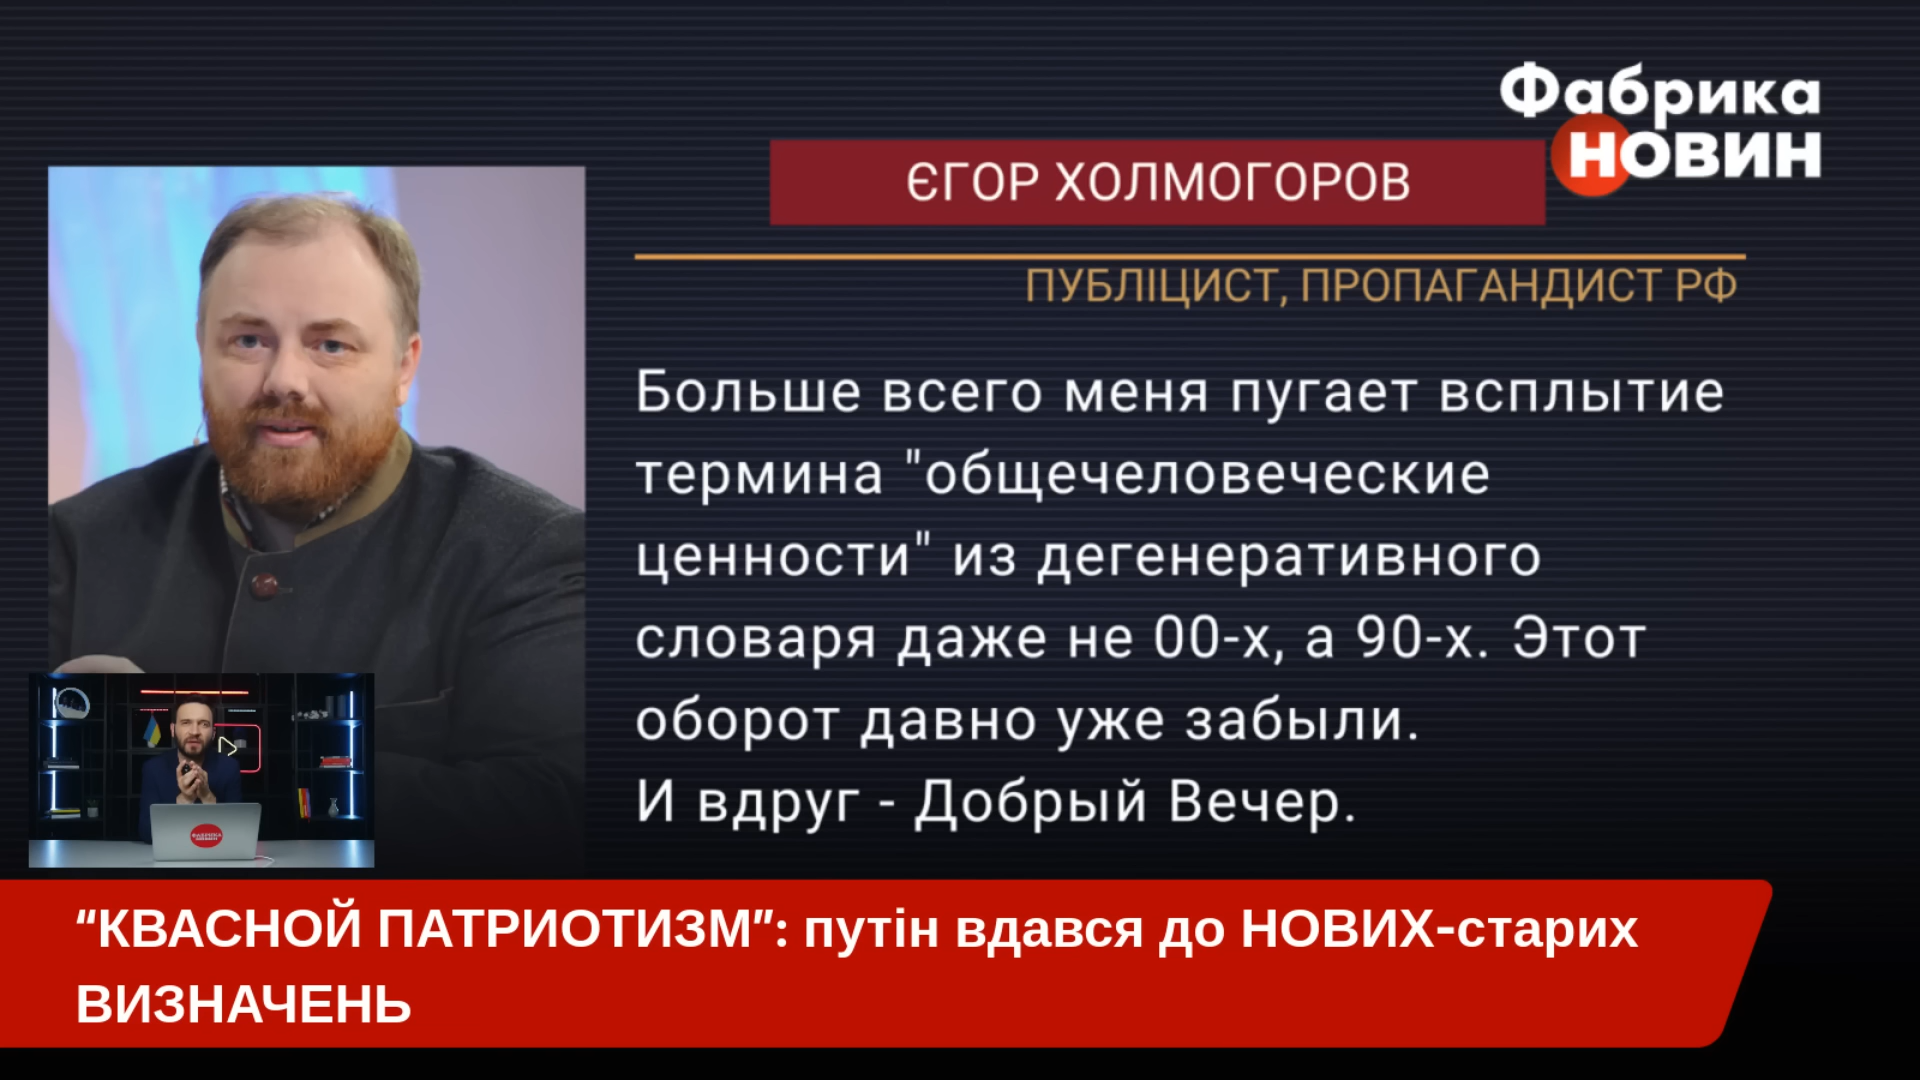 Фабрика
новин
ЄГОР ХОЛМОГОРОВ
ПУБЛІЦИСТ, ПРОПАГАНДИСТ РФ
Больше всего меня пугает всплытие
термина "общечеловеческие
ценности" из дегенеративного
словаря даже не 00-х, а 90-х. Этот
оборот давно уже забыли.
И вдруг - Добрый Вечер.
ФАБРИКА
НОВИН
“КВАСНОЙ ПАТРИОТИЗМ”: путін вдався до НОВИХ-старих
ВИЗНАЧЕНЬ